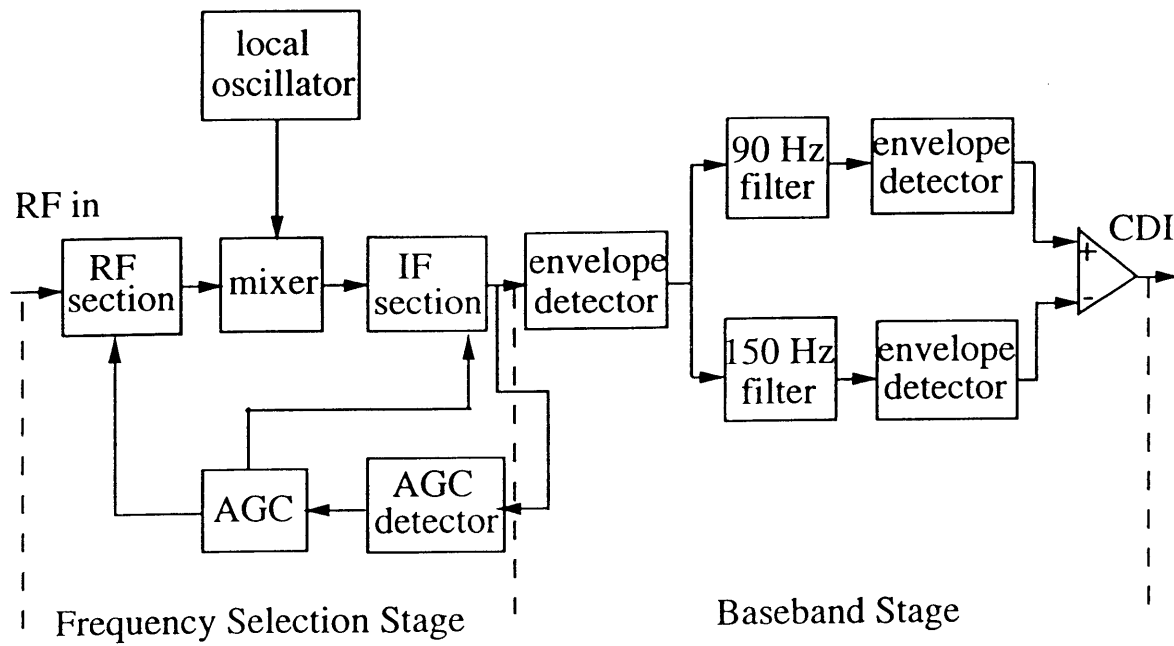 local
oscillator
RF in
RF
section
mixer
IF
section
envelope
detector
90 Hz
filter
envelope
detector
150 Hz
filter
envelope
detector
+
-
CDI
AGC
AGC
detector
Frequency Selection Stage
Baseband Stage